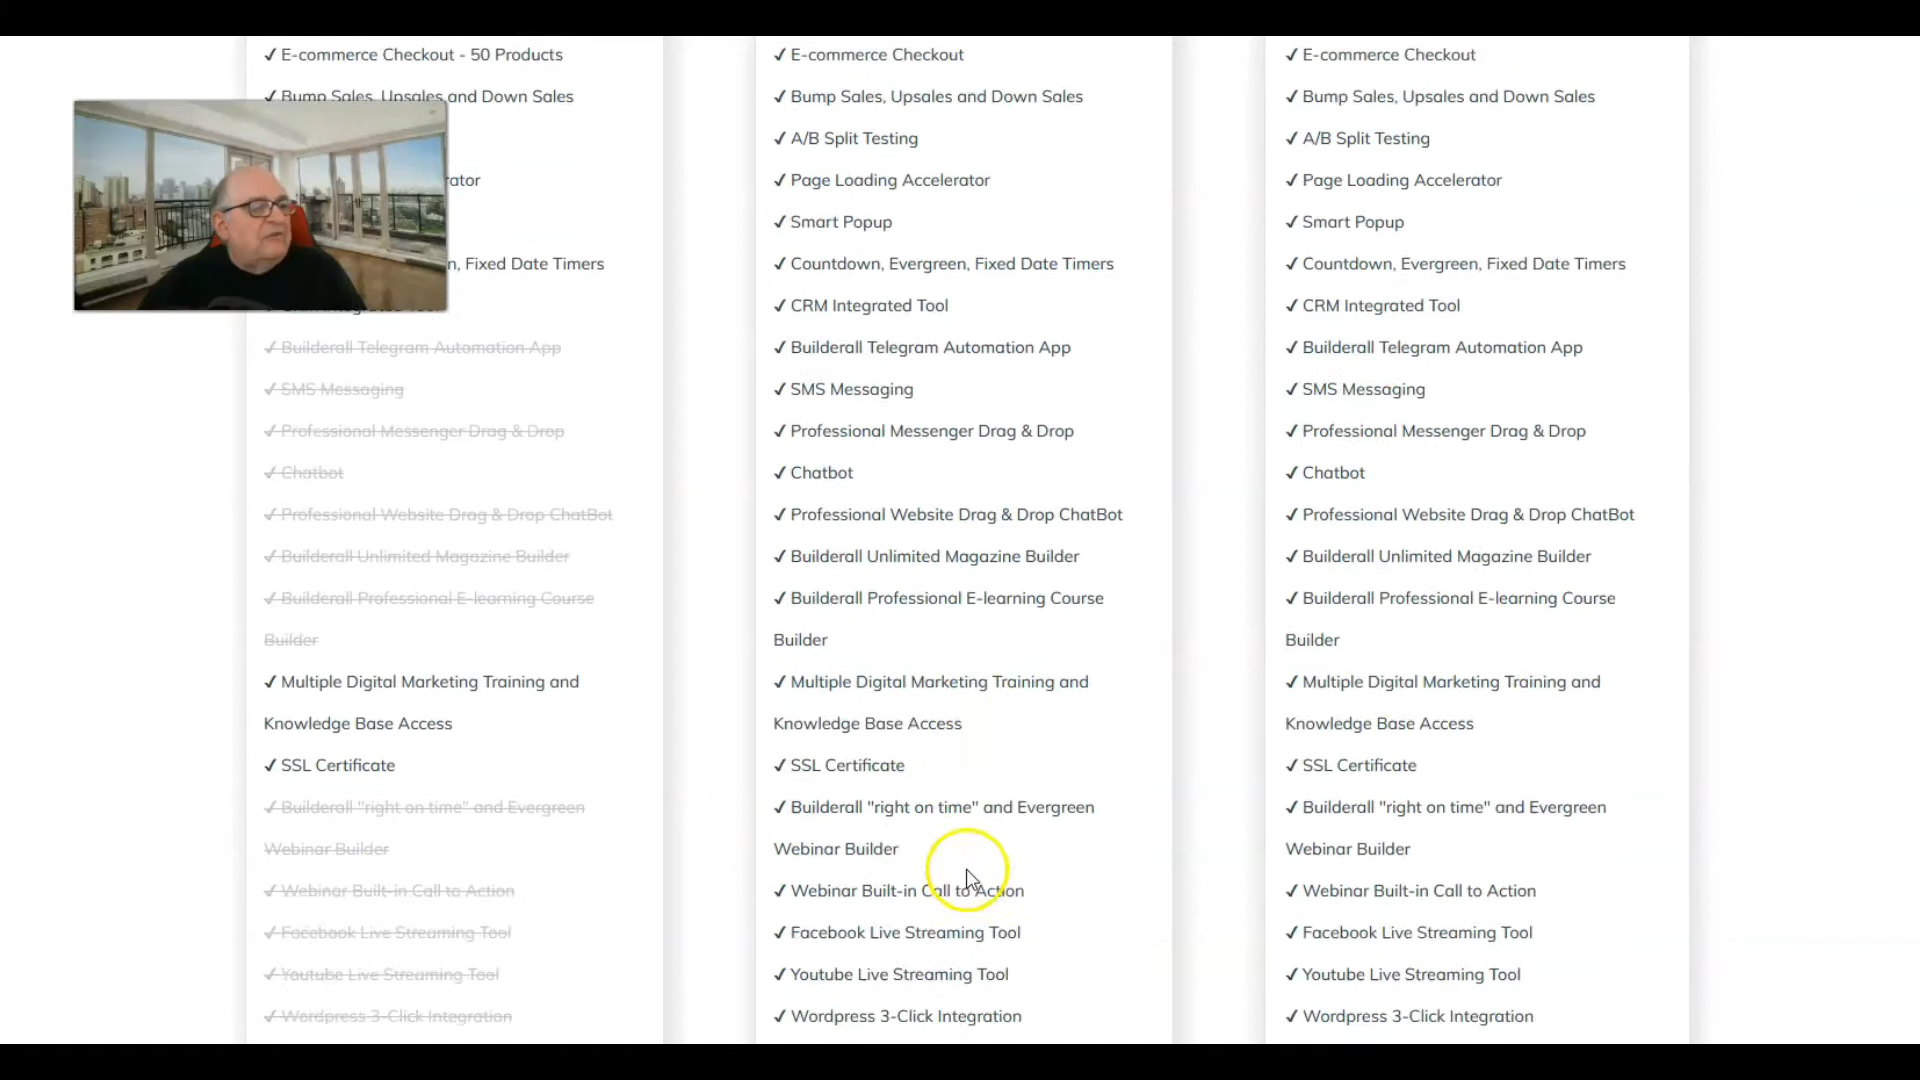 ✓ E-commerce Checkout - 50 Products
✓ Bump Sales, Upsales and Down Sales
n, Fixed Date Timers
✓ Builderall Telegram Automation App
✓ SMS Messaging
✓ Professional Messenger Drag & Drop
✓ Chatbot
✓ Professional Website Drag & Drop ChatBot
✓ Builderall Unlimited Magazine Builder
✓ Builderall Professional E-learning Course
Builder
✓ Multiple Digital Marketing Training and
Knowledge Base Access
✓ SSL Certificate
✓ Builderall "right on time" and Evergreen
Webinar Builder
✓ Webinar Built-in Call to Action
✓ Facebook Live Streaming Tool
✓ Youtube Live Streaming Tool
✓ Wordpress 3-Click Integration
✓ E-commerce Checkout
✓ Bump Sales, Upsales and Down Sales
✓ A/B Split Testing
✓ Page Loading Accelerator
✓ Smart Popup
✓ Countdown, Evergreen, Fixed Date Timers
✓ CRM Integrated Tool
✓ Builderall Telegram Automation App
✓ SMS Messaging
✓ Professional Messenger Drag & Drop
✓ Chatbot
✓ Professional Website Drag & Drop ChatBot
✓ Builderall Unlimited Magazine Builder
✓ Builderall Professional E-learning Course
Builder
✓ Multiple Digital Marketing Training and
Knowledge Base Access
✓ SSL Certificate
✓ Builderall "right on time" and Evergreen
Webinar Builder
✓ Webinar Built-in Call to Action
✓ Facebook Live Streaming Tool
✓ Youtube Live Streaming Tool
✓ Wordpress 3-Click Integration
✓ E-commerce Checkout
✓ Bump Sales, Upsales and Down Sales
✓ A/B Split Testing
✓ Page Loading Accelerator
✓ Smart Popup
✓ Countdown, Evergreen, Fixed Date Timers
✓ CRM Integrated Tool
✓ Builderall Telegram Automation App
✓ SMS Messaging
✓ Professional Messenger Drag & Drop
✓ Chatbot
✓ Professional Website Drag & Drop ChatBot
✓ Builderall Unlimited Magazine Builder
✓ Builderall Professional E-learning Course
Builder
✓ Multiple Digital Marketing Training and
Knowledge Base Access
✓ SSL Certificate
✓ Builderall "right on time" and Evergreen
Webinar Builder
✓ Webinar Built-in Call to Action
✓ Facebook Live Streaming Tool
✓ Youtube Live Streaming Tool
✓ Wordpress 3-Click Integration